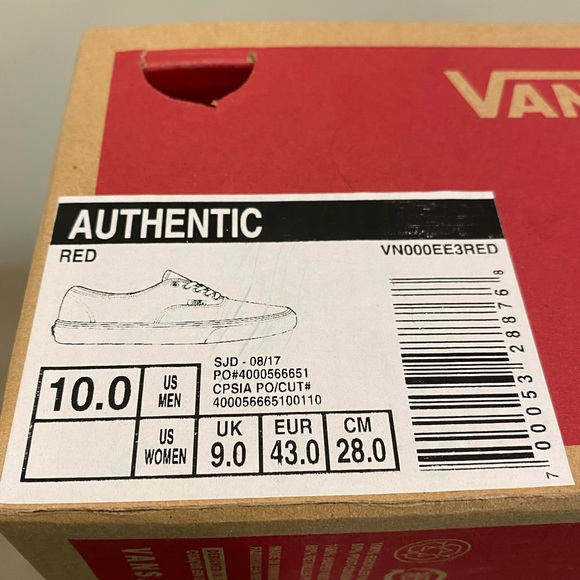 VAN
AUTHENTIC
RED
VN000EE3RED
SJD - 08/17
PO#4000566651
CPSIA PO/CUT#
400056665100110
10.0 US MEN
US WOMEN UK 9.0 EUR 43.0 CM 28.0
7 00053 28876 8
VANS